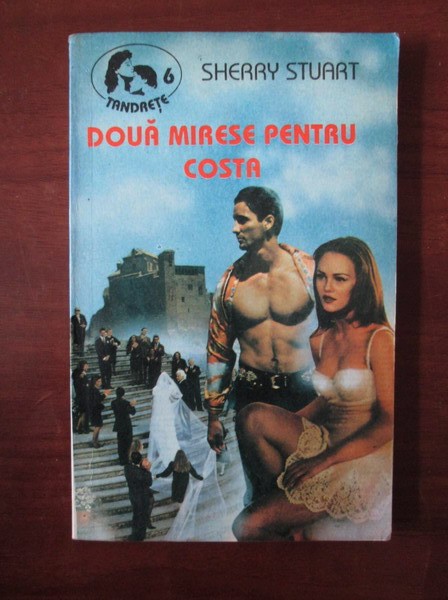 6
TANDREȚE
SHERRY STUART
DOUĂ MIRESE PENTRU
COSTA